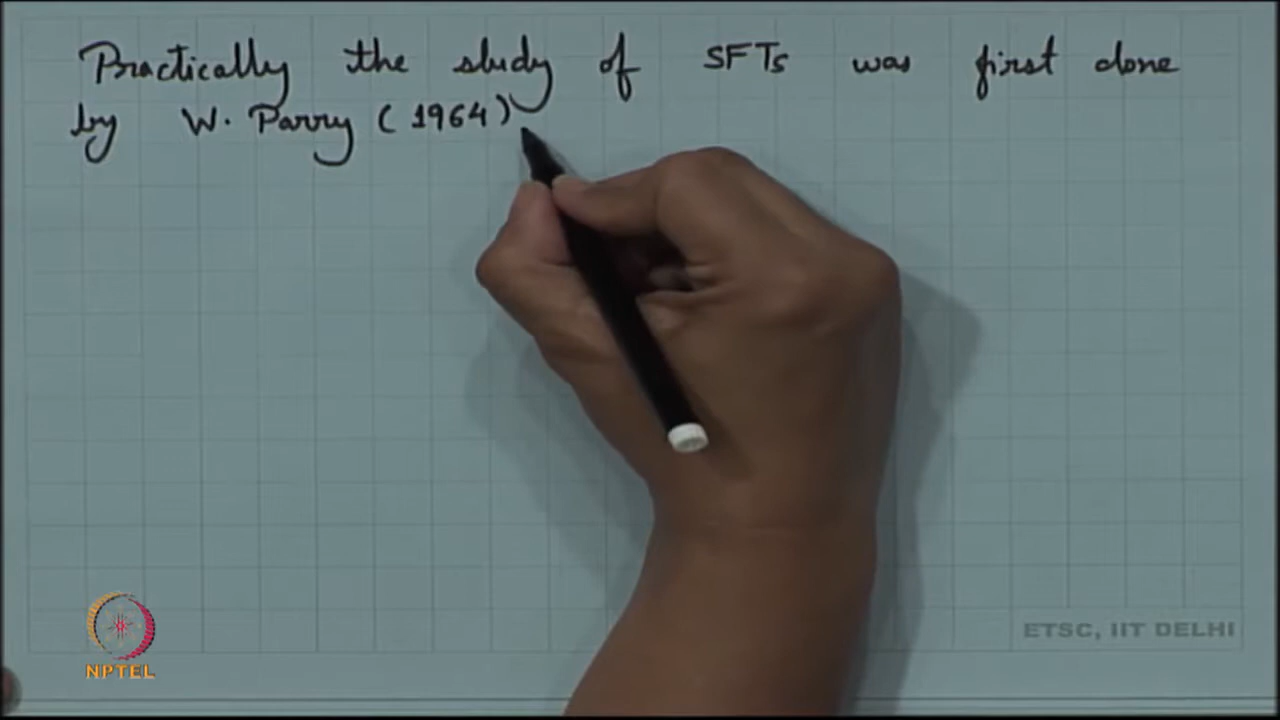 Practically the study of SFTs was first done
by W. Parry (1964)
ETSC, IIT DELHI
NPTEL